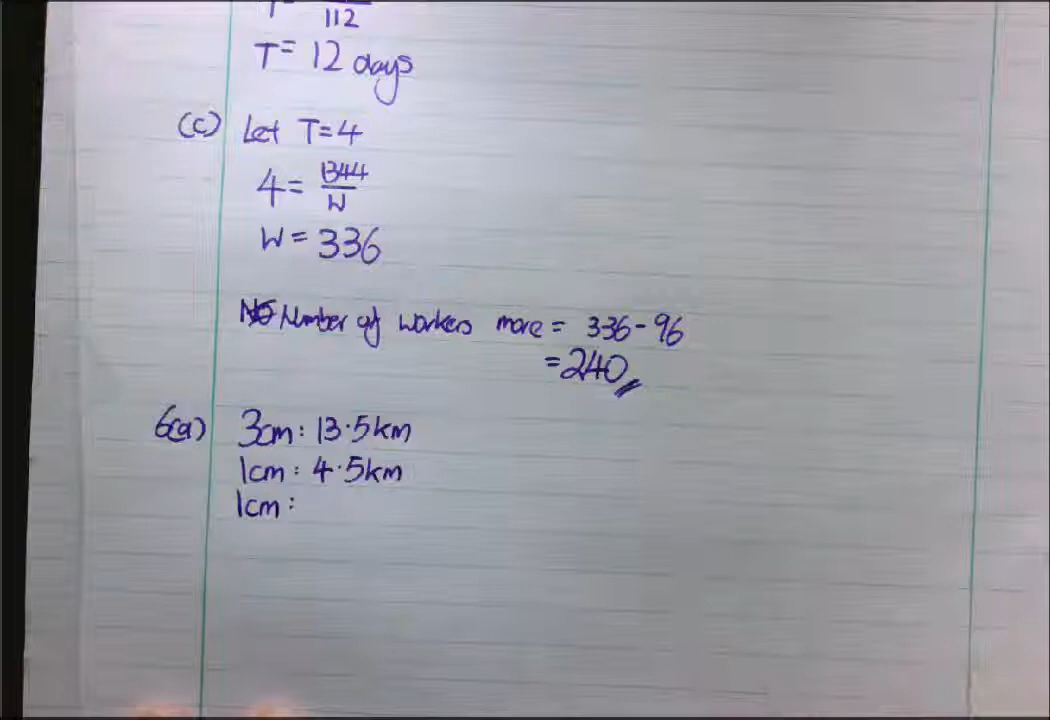 112
T= 12 days
(c) Let T=4
4= 1344
W
W = 336
Number of workers more = 336-96
=240
6(a) 3cm: 13.5km
1cm: 4.5km
1cm: